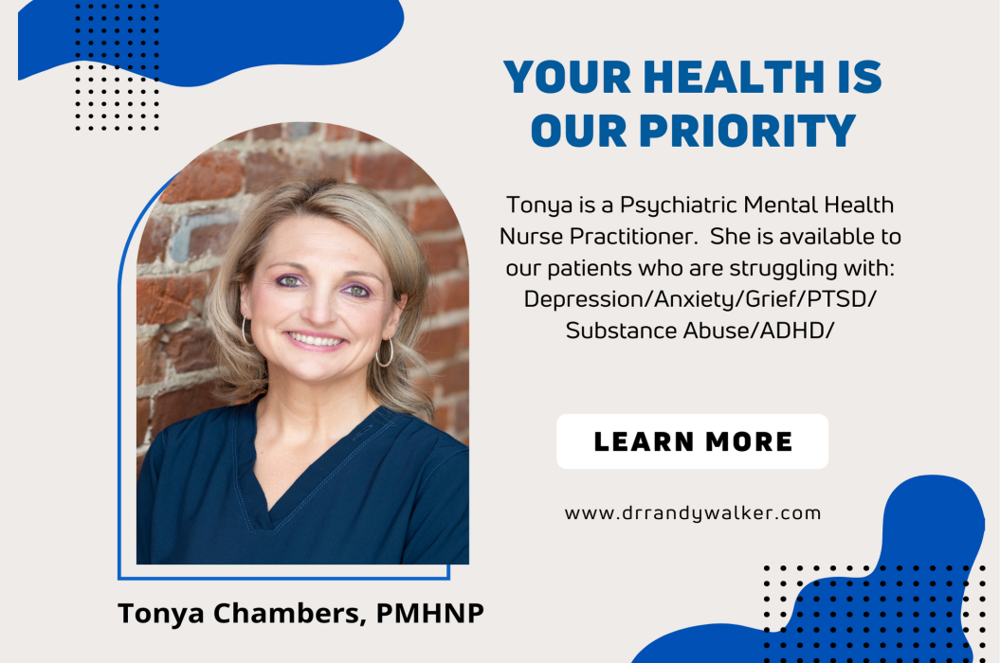 YOUR HEALTH IS
OUR PRIORITY
Tonya is a Psychiatric Mental Health
Nurse Practitioner.  She is available to
our patients who are struggling with:
Depression/Anxiety/Grief/PTSD/
Substance Abuse/ADHD/
LEARN MORE
www.drrandywalker.com
Tonya Chambers, PMHNP